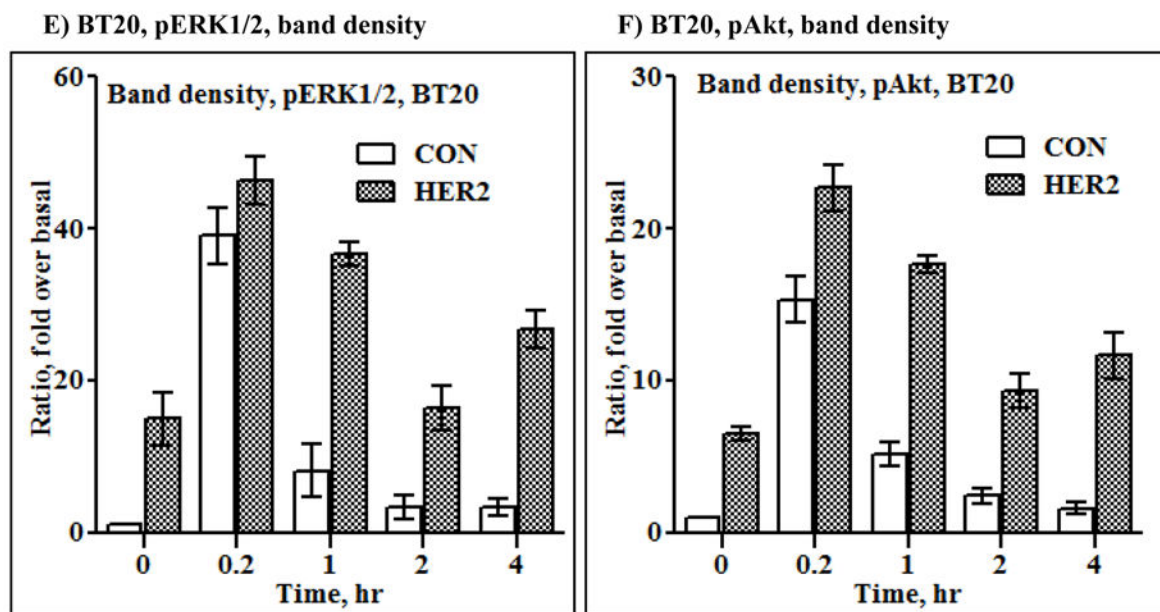 E) BT20, pERK1/2, band density
Ratio, fold over basal
60
40
20
0
Band density, pERK1/2, BT20
CON
HER2
0 0.2 1 2 4
Time, hr
F) BT20, pAkt, band density
Ratio, fold over basal
30
20
10
0
Band density, pAkt, BT20
CON
HER2
0 0.2 1 2 4
Time, hr